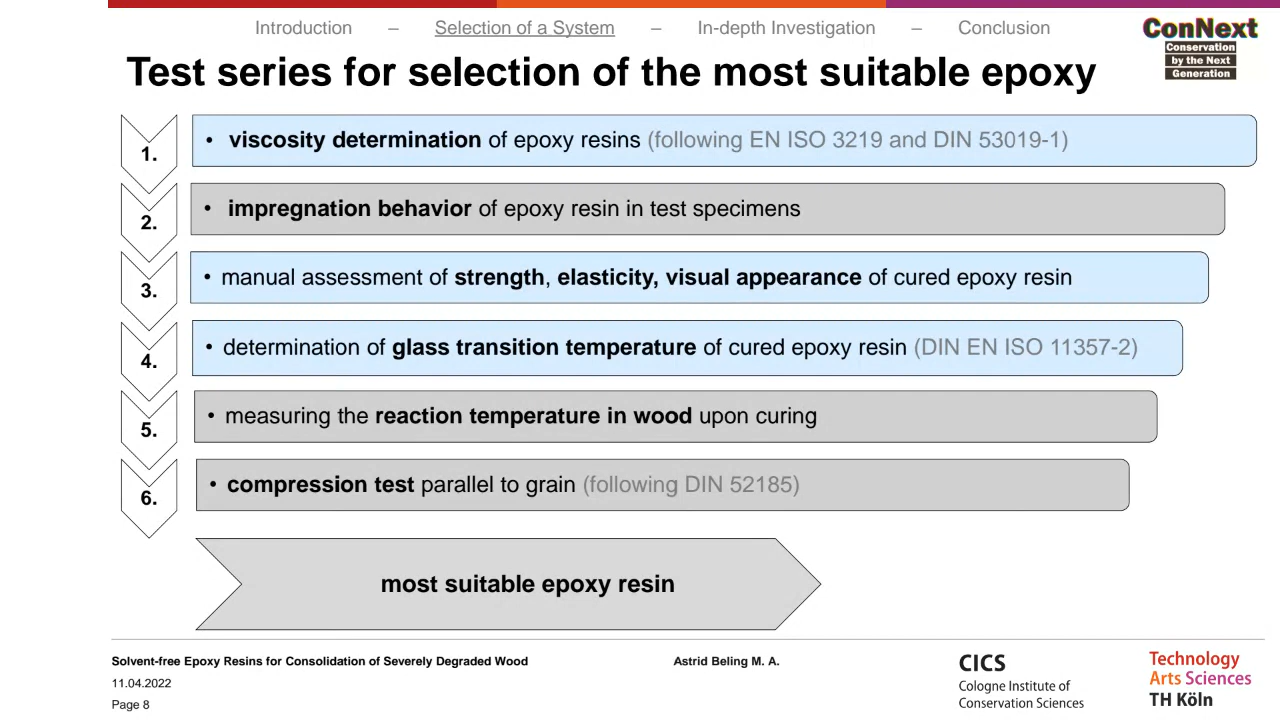 Introduction – Selection of a System – In-depth Investigation – Conclusion
ConNext
Conservation
by the Next
Generation
Test series for selection of the most suitable epoxy
1. • viscosity determination of epoxy resins (following EN ISO 3219 and DIN 53019-1)
2. • impregnation behavior of epoxy resin in test specimens
3. • manual assessment of strength, elasticity, visual appearance of cured epoxy resin
4. • determination of glass transition temperature of cured epoxy resin (DIN EN ISO 11357-2)
5. • measuring the reaction temperature in wood upon curing
6. • compression test parallel to grain (following DIN 52185)
most suitable epoxy resin
Solvent-free Epoxy Resins for Consolidation of Severely Degraded Wood
Astrid Beling M. A.
11.04.2022
Page 8
CICS
Cologne Institute of
Conservation Sciences
Technology
Arts Sciences
TH Köln